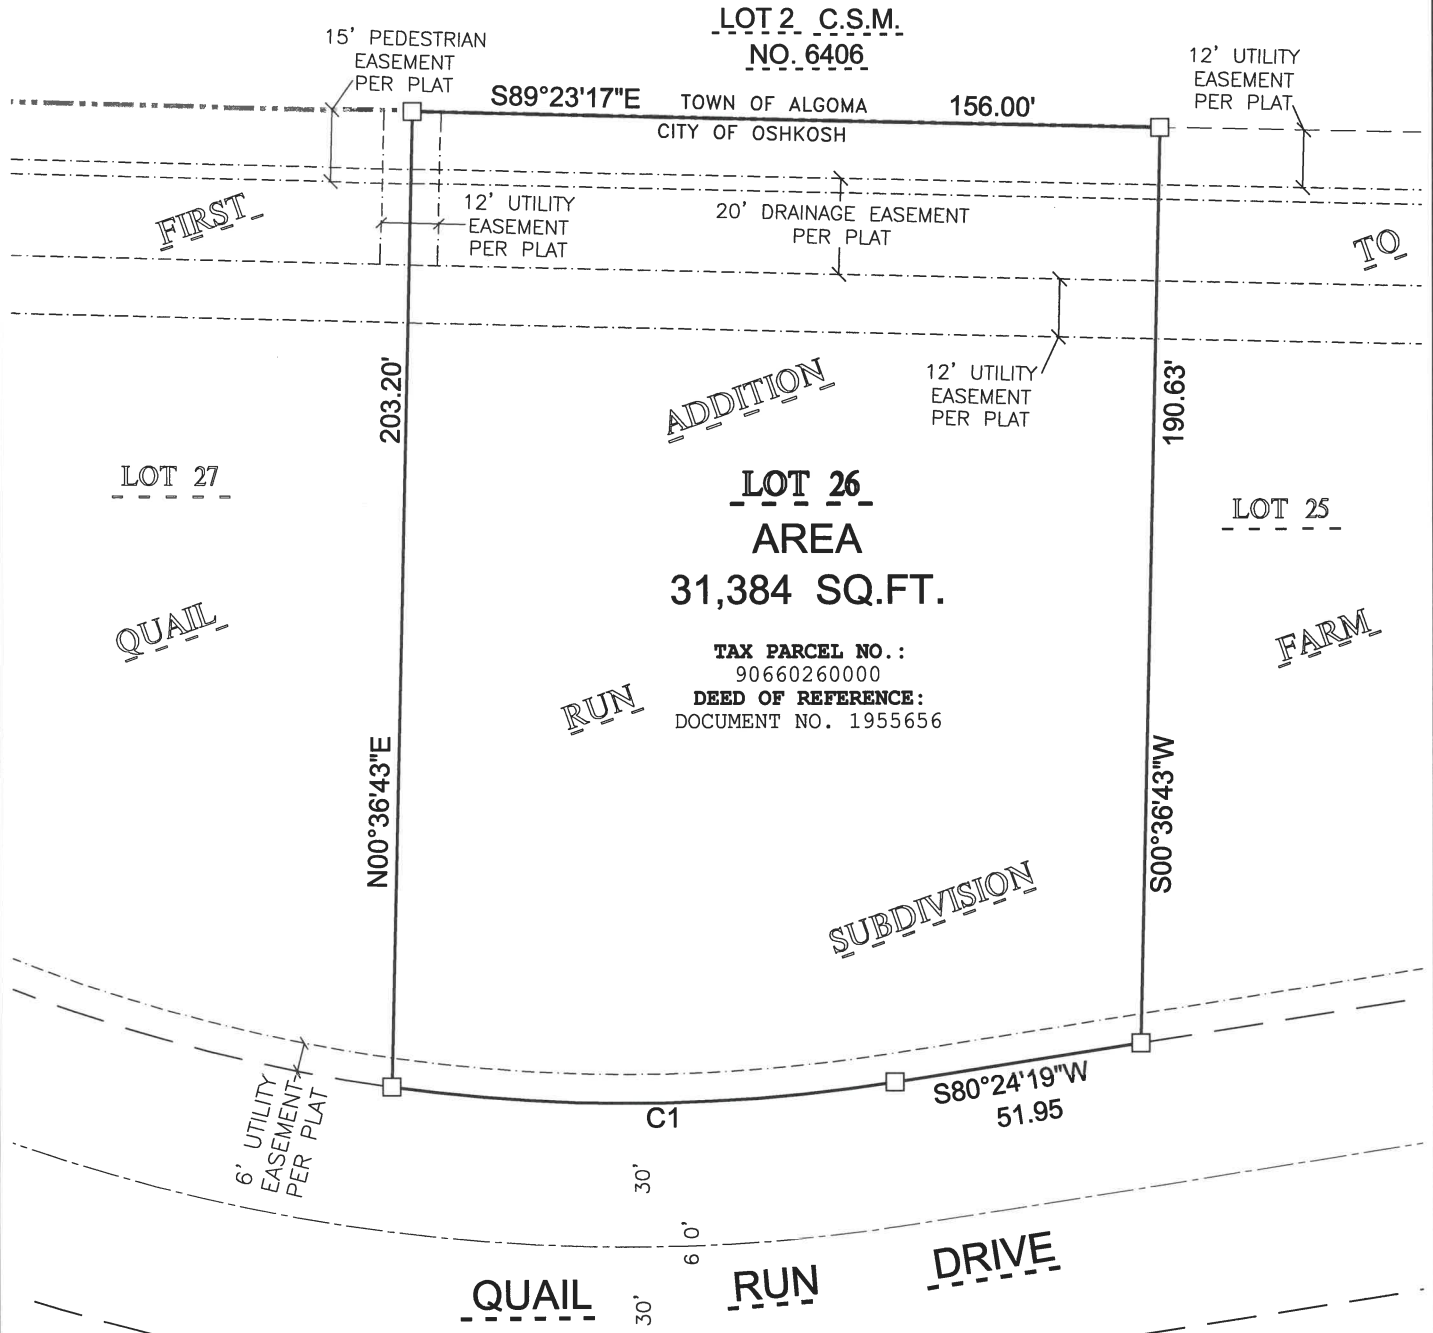 LOT 2 C.S.M.
NO. 6406
15' PEDESTRIAN
EASEMENT
PER PLAT
12' UTILITY
EASEMENT
PER PLAT
S89°23'17"E TOWN OF ALGOMA 156.00'
CITY OF OSHKOSH
FIRST
12' UTILITY
EASEMENT
PER PLAT
20' DRAINAGE EASEMENT
PER PLAT
TO
203.20'
190.63'
12' UTILITY
EASEMENT
PER PLAT
ADDITION
LOT 27
LOT 26
AREA
31,384 SQ.FT.
LOT 25
QUAIL
FARM
TAX PARCEL NO.:
90660260000
DEED OF REFERENCE:
DOCUMENT NO. 1955656
RUN
N00°36'43"E
S00°36'43"W
SUBDIVISION
6' UTILITY
EASEMENT
PER PLAT
C1
S80°24'19"W
51.95
30'
60'
30'
QUAIL RUN DRIVE